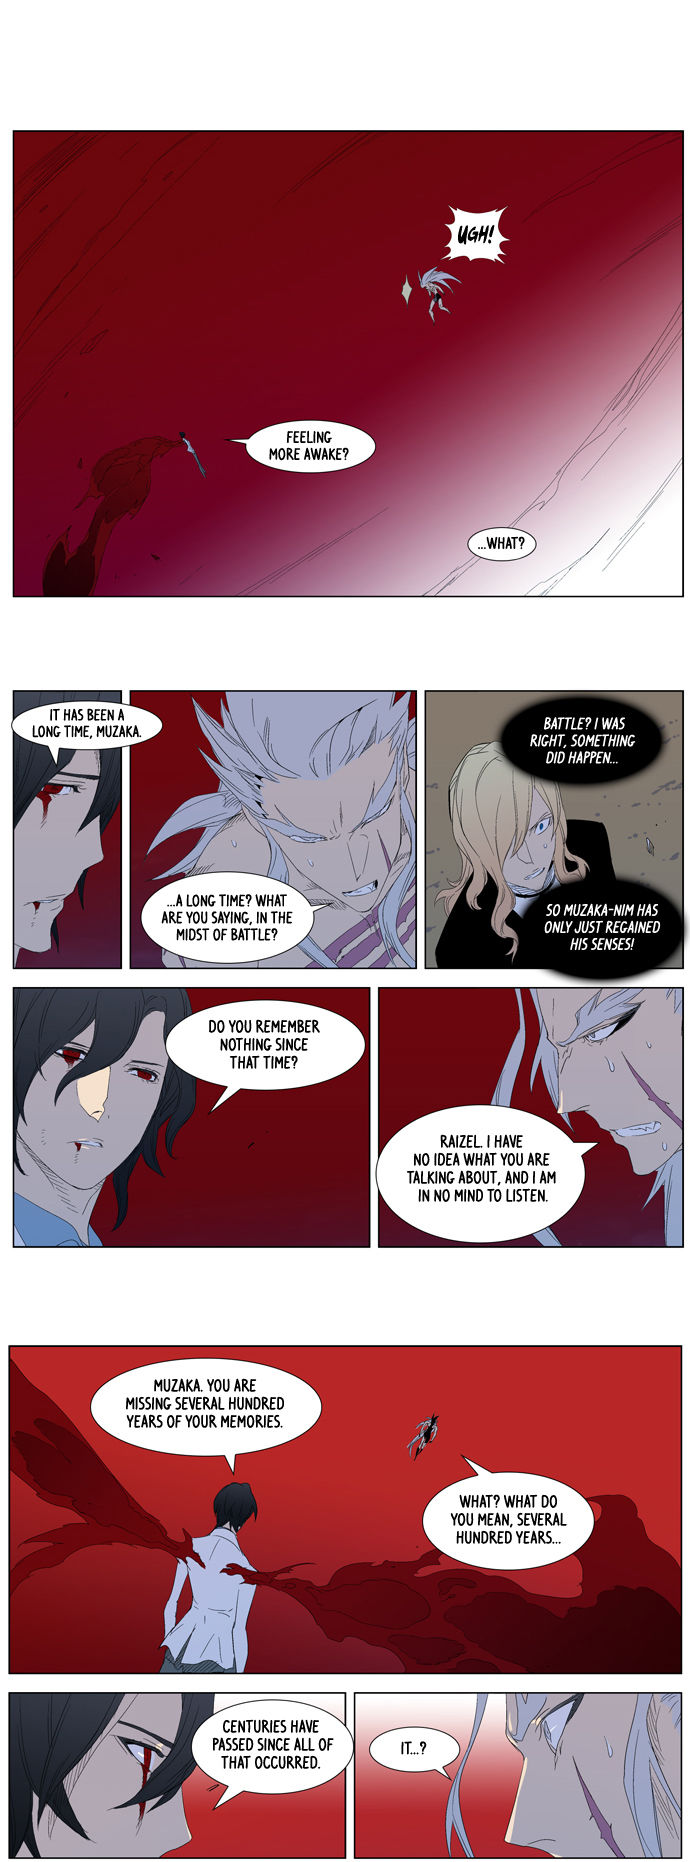 UGH!
FEELING
MORE AWAKE?
...WHAT?
IT HAS BEEN A
LONG TIME, MUZAKA.
...A LONG TIME? WHAT
ARE YOU SAYING, IN THE
MIDST OF BATTLE?
BATTLE? I WAS
RIGHT, SOMETHING
DID HAPPEN...
SO MUZAKA-NIM HAS
ONLY JUST REGAINED
HIS SENSES!
DO YOU REMEMBER
NOTHING SINCE
THAT TIME?
RAIZEL. I HAVE
NO IDEA WHAT YOU ARE
TALKING ABOUT, AND I AM
IN NO MIND TO LISTEN.
MUZAKA. YOU ARE
MISSING SEVERAL HUNDRED
YEARS OF YOUR MEMORIES.
WHAT? WHAT DO
YOU MEAN, SEVERAL
HUNDRED YEARS...
CENTURIES HAVE
PASSED SINCE ALL OF
THAT OCCURRED.
IT...?